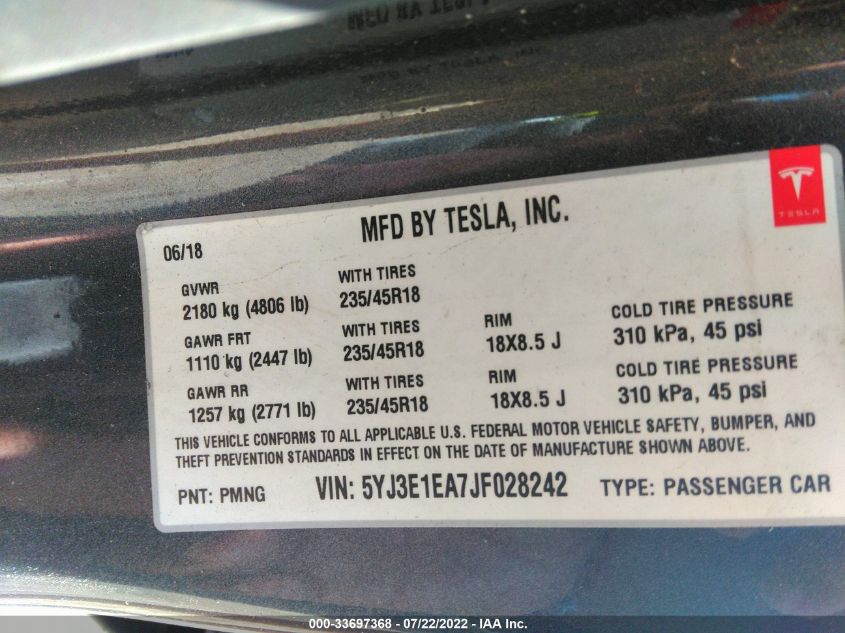 MFD BY TESLA, INC.
TESLA
06/18
GVWR
2180 kg (4806 lb)
WITH TIRES
235/45R18
GAWR FRT
1110 kg (2447 lb)
WITH TIRES
235/45R18
RIM
18X8.5 J
COLD TIRE PRESSURE
310 kPa, 45 psi
GAWR RR
1257 kg (2771 lb)
WITH TIRES
235/45R18
RIM
18X8.5 J
COLD TIRE PRESSURE
310 kPa, 45 psi
THIS VEHICLE CONFORMS TO ALL APPLICABLE U.S. FEDERAL MOTOR VEHICLE SAFETY, BUMPER, AND
THEFT PREVENTION STANDARDS IN EFFECT ON THE DATE OF MANUFACTURE SHOWN ABOVE.
PNT: PMNG VIN: 5YJ3E1EA7JF028242 TYPE: PASSENGER CAR
000-33697368 - 07/22/2022 - IAA Inc.